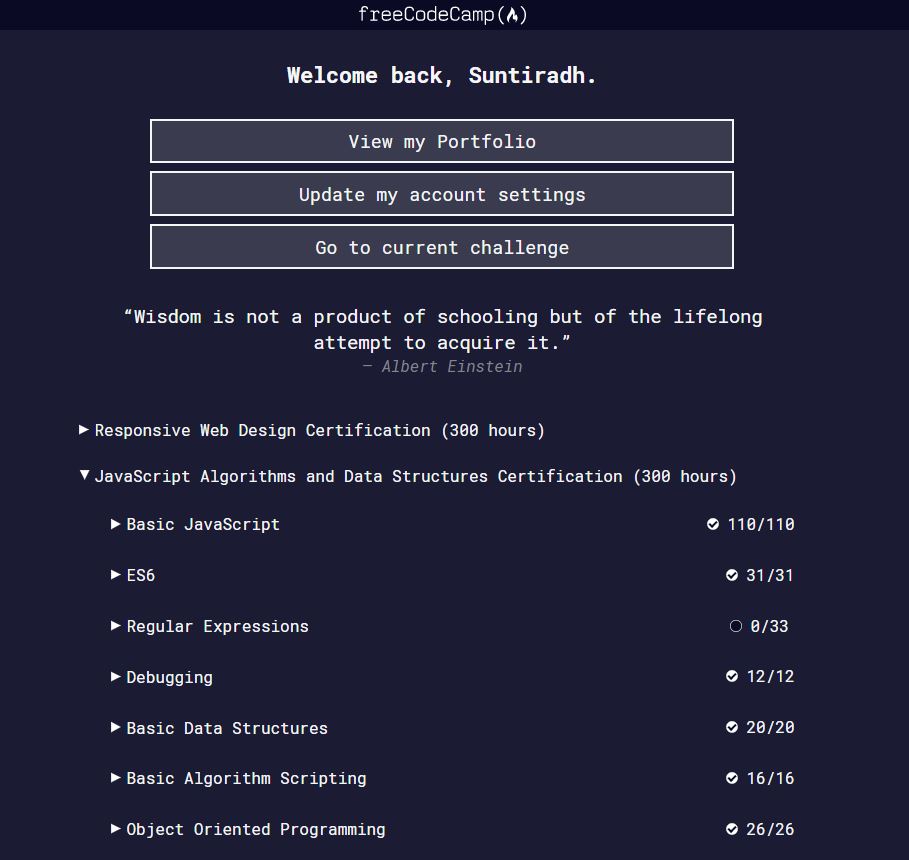 freeCodeCamp(🔥)
Welcome back, Suntiradh.
View my Portfolio
Update my account settings
Go to current challenge
“Wisdom is not a product of schooling but of the lifelong
attempt to acquire it.”
— Albert Einstein
Responsive Web Design Certification (300 hours)
JavaScript Algorithms and Data Structures Certification (300 hours)
Basic JavaScript 110/110
ES6 31/31
Regular Expressions 0/33
Debugging 12/12
Basic Data Structures 20/20
Basic Algorithm Scripting 16/16
Object Oriented Programming 26/26